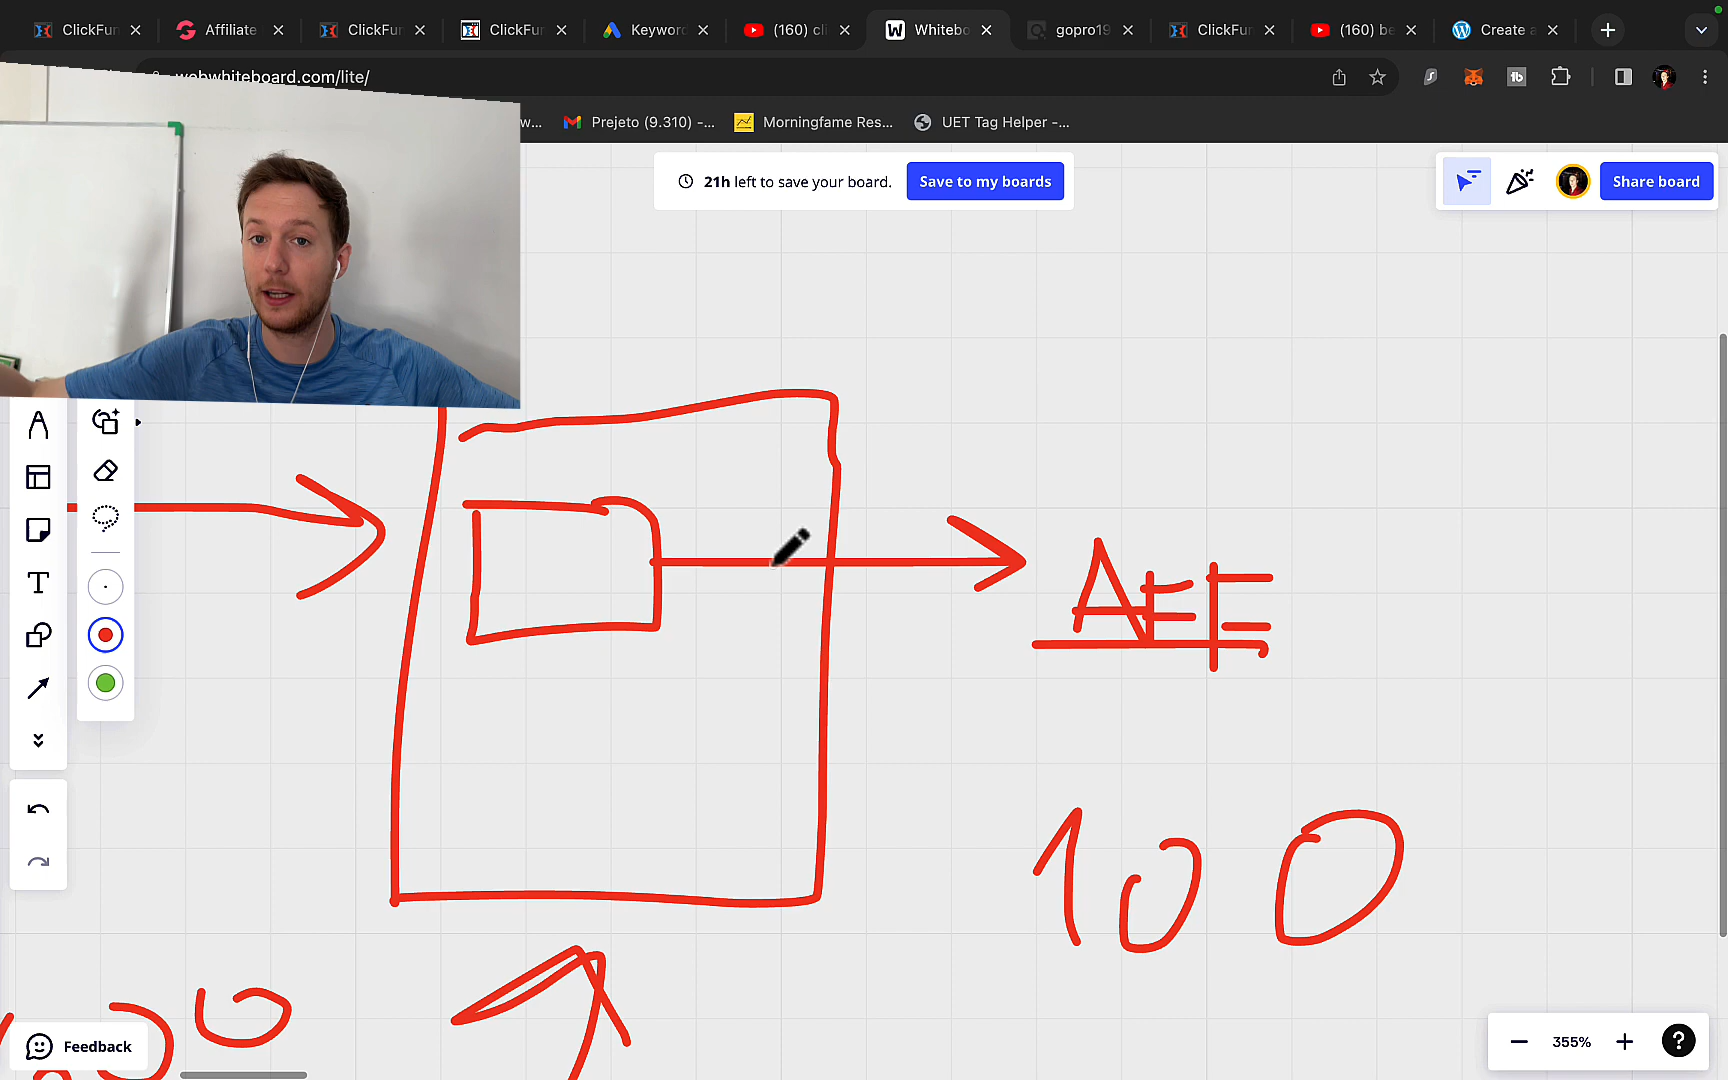 ClickFun
Affiliate
ClickFun
ClickFun
Keyword
(160) cli
Whitebo
gopro19
ClickFun
(160) be
Create a
webwhiteboard.com/lite/
w...
Prejeto (9.310) -...
Morningfame Res...
UET Tag Helper -...
21h left to save your board.
Save to my boards
Share board
AFF
100
T
Feedback
355%
?